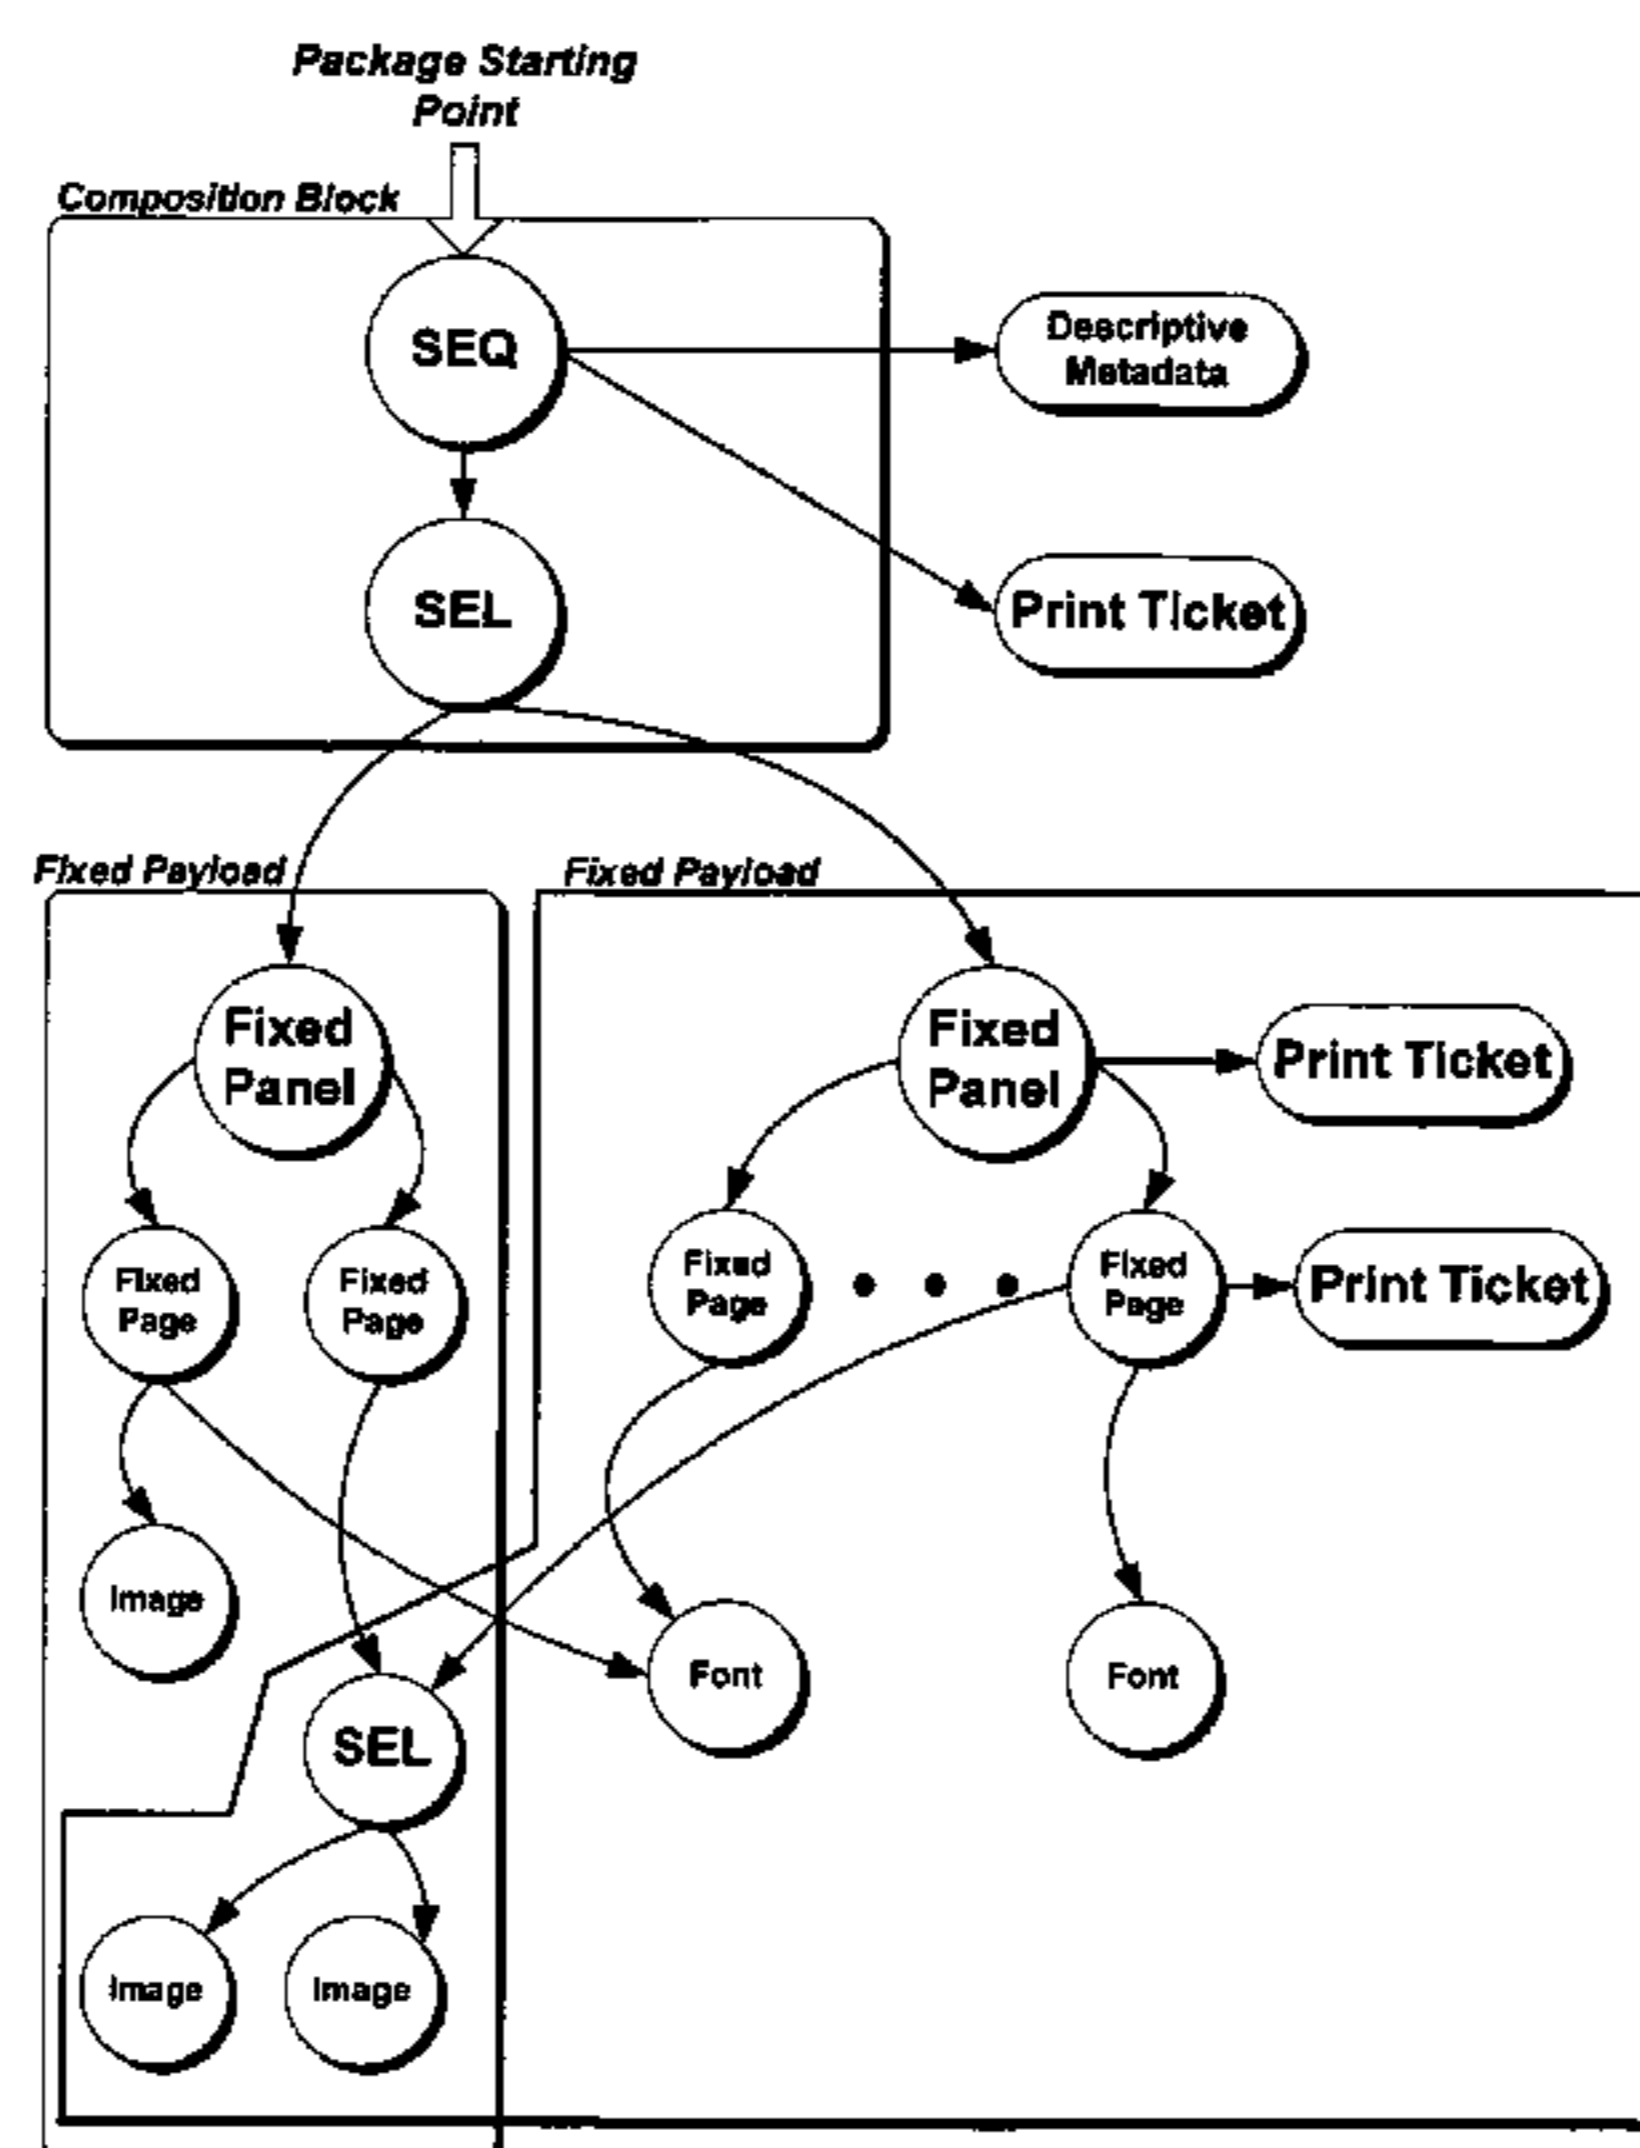 Package Starting
Point
Composition Block
SEQ
Descriptive
Metadata
SEL
Print Ticket
Fixed Payload
Fixed Payload
Fixed
Panel
Fixed
Panel
Print Ticket
Fixed
Page
Fixed
Page
Fixed
Page
Fixed
Page
Print Ticket
Image
Font
Font
SEL
Image
Image